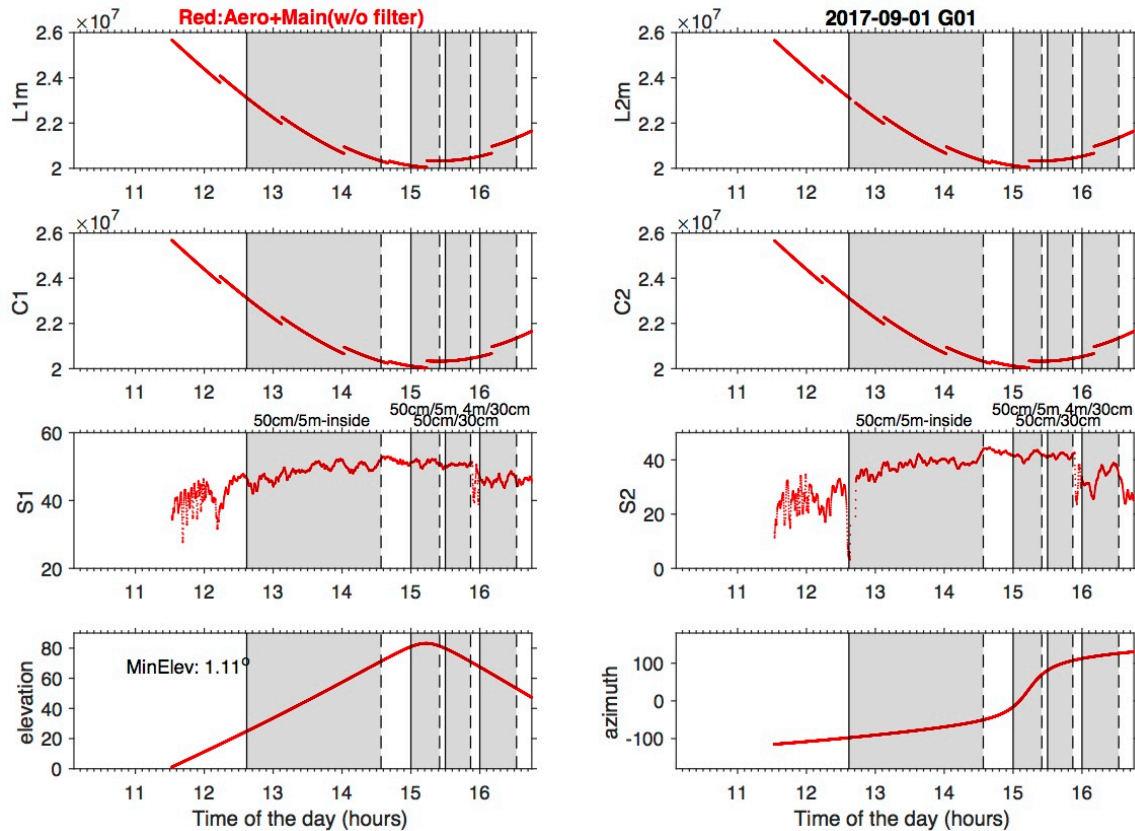 Red:Aero+Main(w/o filter)
2017-09-01 G01
×10^7
2.6
2.4
2.2
2
L1m
11 12 13 14 15 16
×10^7
2.6
2.4
2.2
2
L2m
11 12 13 14 15 16
×10^7
2.6
2.4
2.2
2
C1
11 12 13 14 15 16
×10^7
2.6
2.4
2.2
2
C2
11 12 13 14 15 16
50cm/5m-inside
50cm/5m, 4m/30cm
50cm/30cm
60
40
20
S1
11 12 13 14 15 16
50cm/5m-inside
50cm/5m, 4m/30cm
50cm/30cm
40
20
0
S2
11 12 13 14 15 16
80
60
40
20
0
elevation
MinElev: 1.11°
11 12 13 14 15 16
Time of the day (hours)
100
0
-100
azimuth
11 12 13 14 15 16
Time of the day (hours)